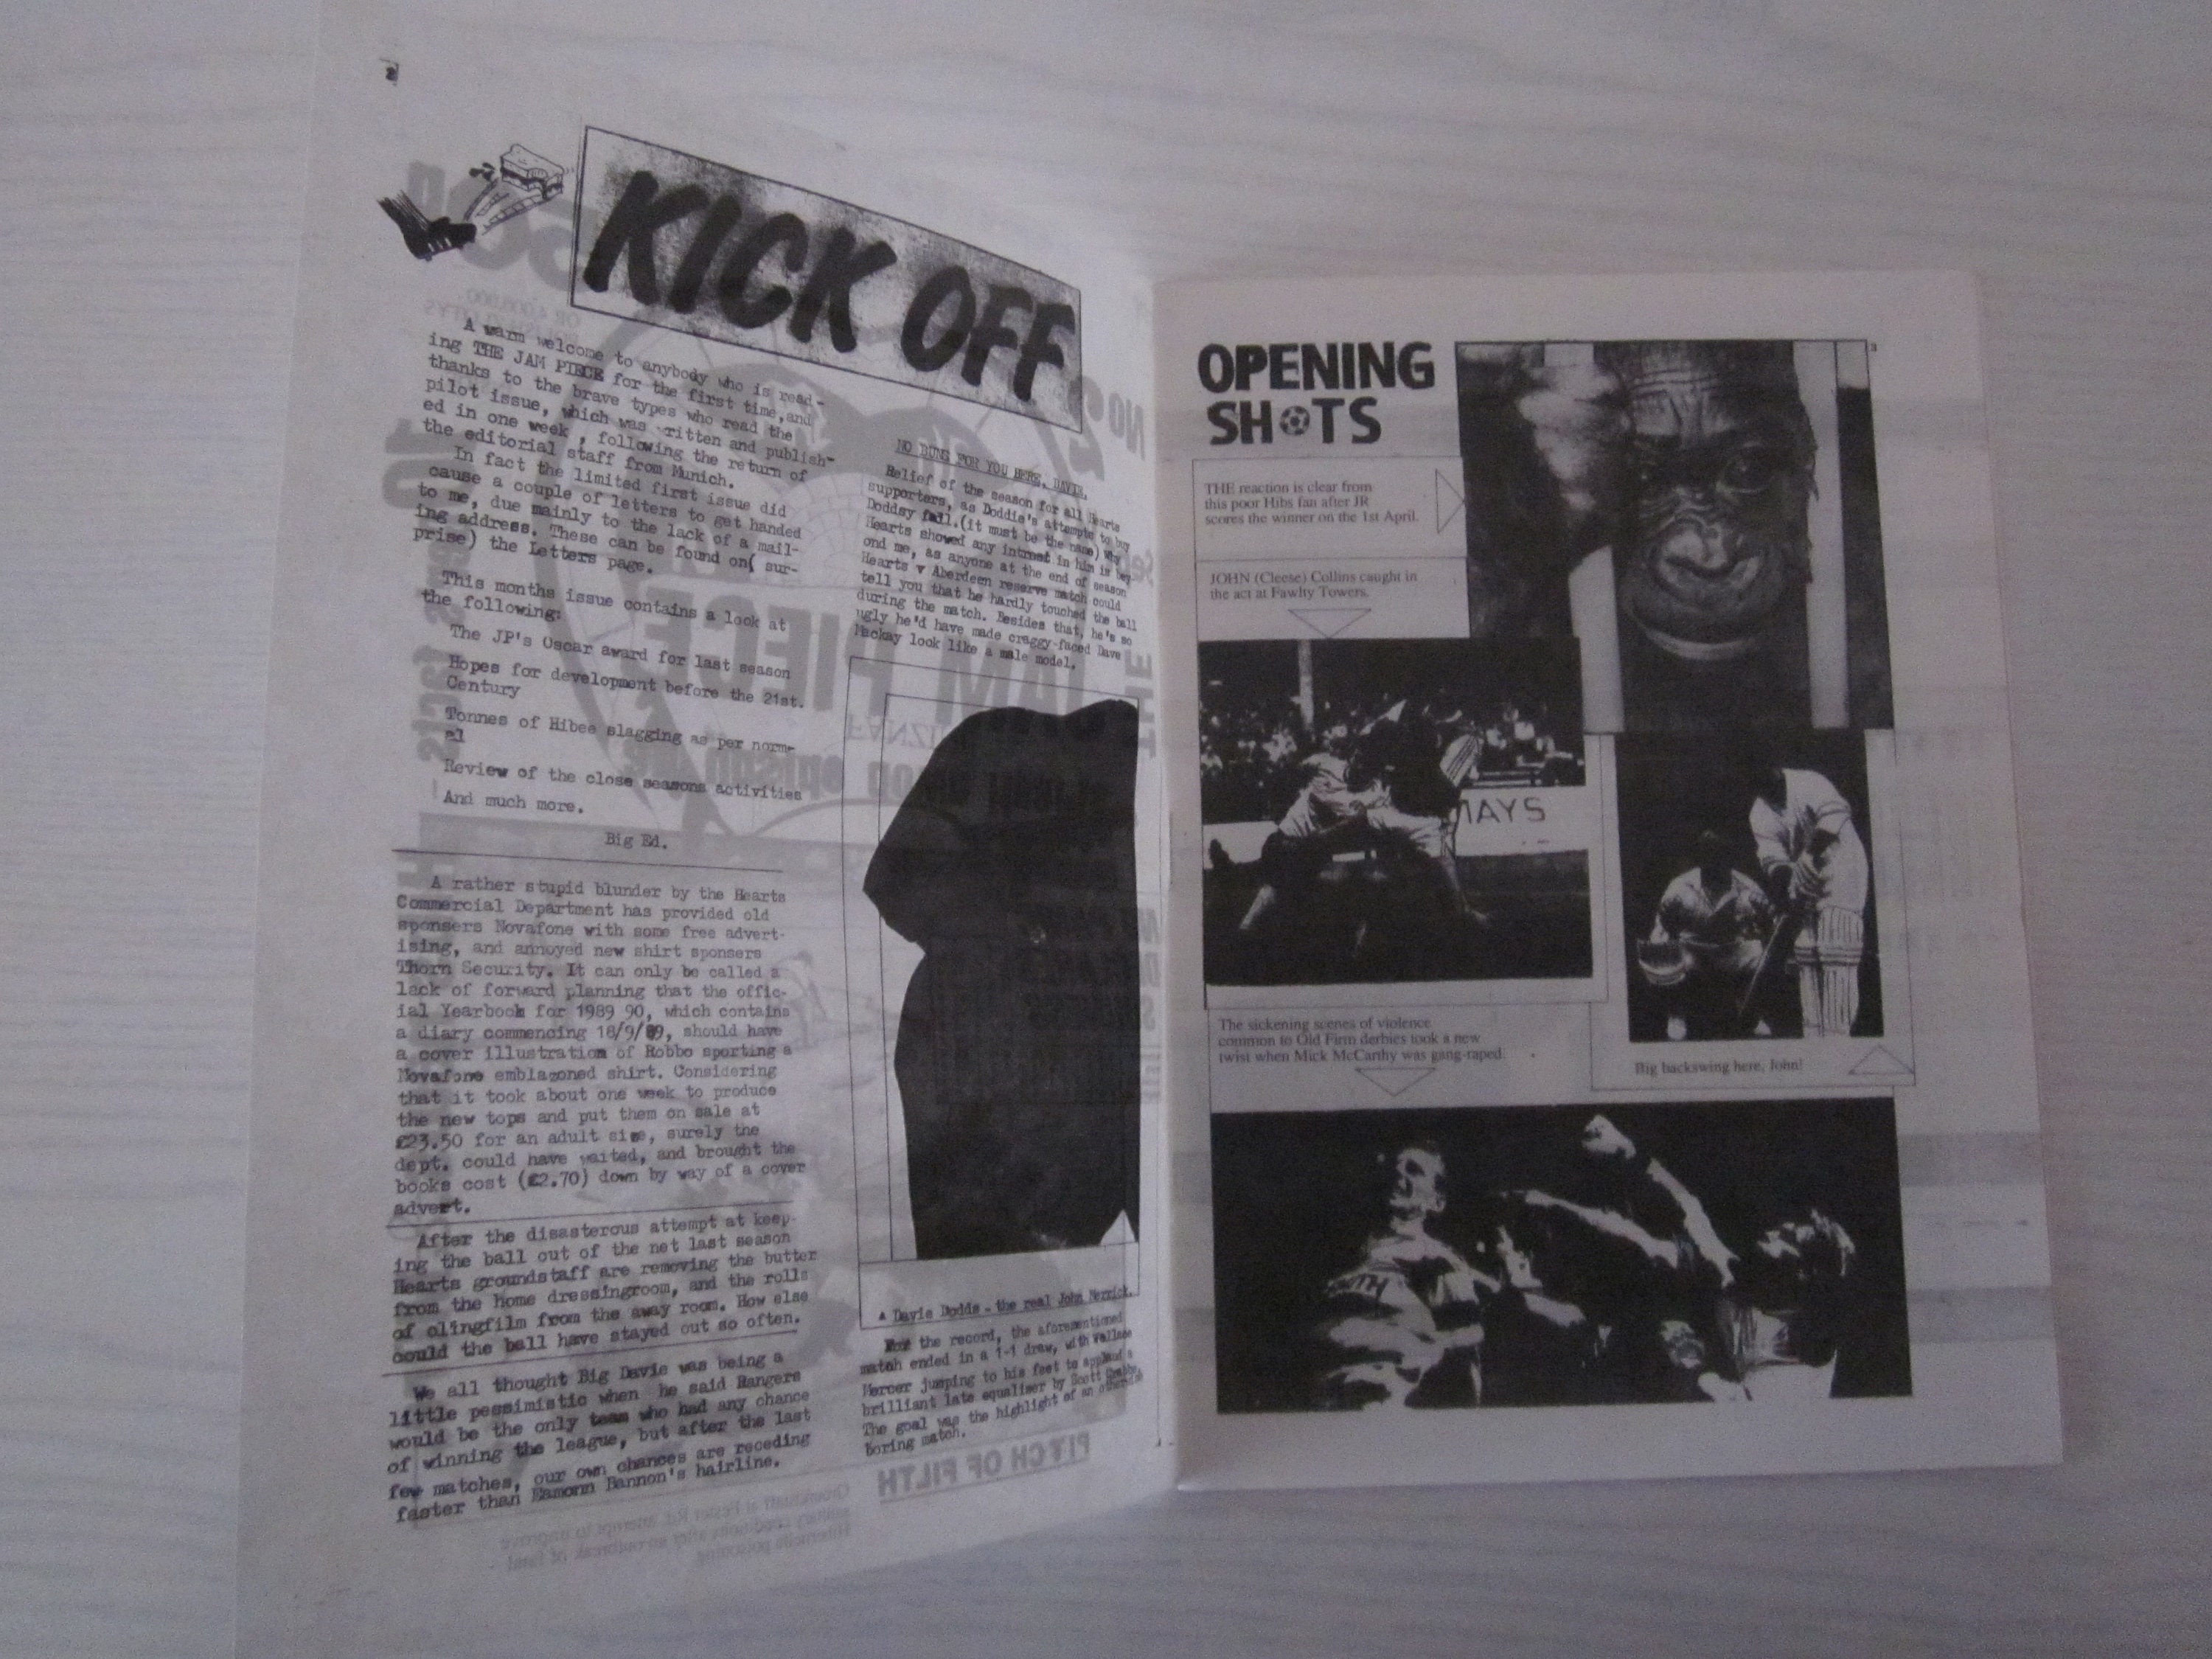 2
KICK OFF
A warm welcome to anybody who is read-
ing THE JAM PIECE for the first time,and
thanks to the brave types who read the
pilot issue, which was ritten and publish-
ed in one week , following the return of
the editorial staff from Munich.
In fact the limited first issue did
cause a couple of letters to get handed
to me, due mainly to the lack of a mail-
ing address. These can be found on( sur-
prise) the Letters page.
This months issue contains a look at
the following:
The JP's Oscar award for last season
Hopes for development before the 21st.
Century
Tonnes of Hibee slagging as per norm-
al
Review of the close seasons activities
And much more.
Big Ed.
A rather stupid blunder by the Hearts
Commercial Department has provided old
sponsers Novafone with some free advert-
ising, and annoyed new shirt sponsers
Thorn Security. It can only be called a
lack of forward planning that the offic-
ial Yearbook for 1989 90, which contains
a diary commencing 18/9/89, should have
a cover illustration of Robbo sporting a
Novafone emblazoned shirt. Considering
that it took about one week to produce
the new tops and put them on sale at
£23.50 for an adult size, surely the
dept. could have waited, and brought the
books cost (£2.70) down by way of a cover
advert.
After the disasterous attempt at keep-
ing the ball out of the net last season
Hearts groundstaff are removing the butter
from the home dressingroom, and the rolls
of clingfilm from the away room. How else
could the ball have stayed out so often.
We all thought Big Davie was being a
little pessimistic when he said Rangers
would be the only team who had any chance
of winning the league, but after the last
few matches, our own chances are receding
faster than Eamonn Bannon's hairline.
NO BUNS FOR YOU HERE, DAVIE.
Relief of the season for all Hearts
supporters, as Doddie's attempts to buy
Doddsy fail.(it must be the name) Why
Hearts showed any intrest in him is bey
ond me, as anyone at the end of season
Hearts v Aberdeen reserve match could
tell you that he hardly touched the ball
during the match. Besides that, he's so
ugly he'd have made craggy-faced Dave
Mackay look like a male model.
▲ Davie Dodds - the real John Merrick.
For the record, the aforementioned
match ended in a 1-1 draw, with Wallace
Mercer jumping to his feet to applaud a
brilliant late equaliser by Scott Crabbe
The goal was the highlight of an otherwise
boring match.
3
OPENING
SHOTS
THE reaction is clear from
this poor Hibs fan after JR
scores the winner on the 1st April.
JOHN (Cleese) Collins caught in
the act at Fawlty Towers.
MAYS
The sickening scenes of violence
common to Old Firm derbies took a new
twist when Mick McCarthy was gang-raped.
Big backswing here, John!